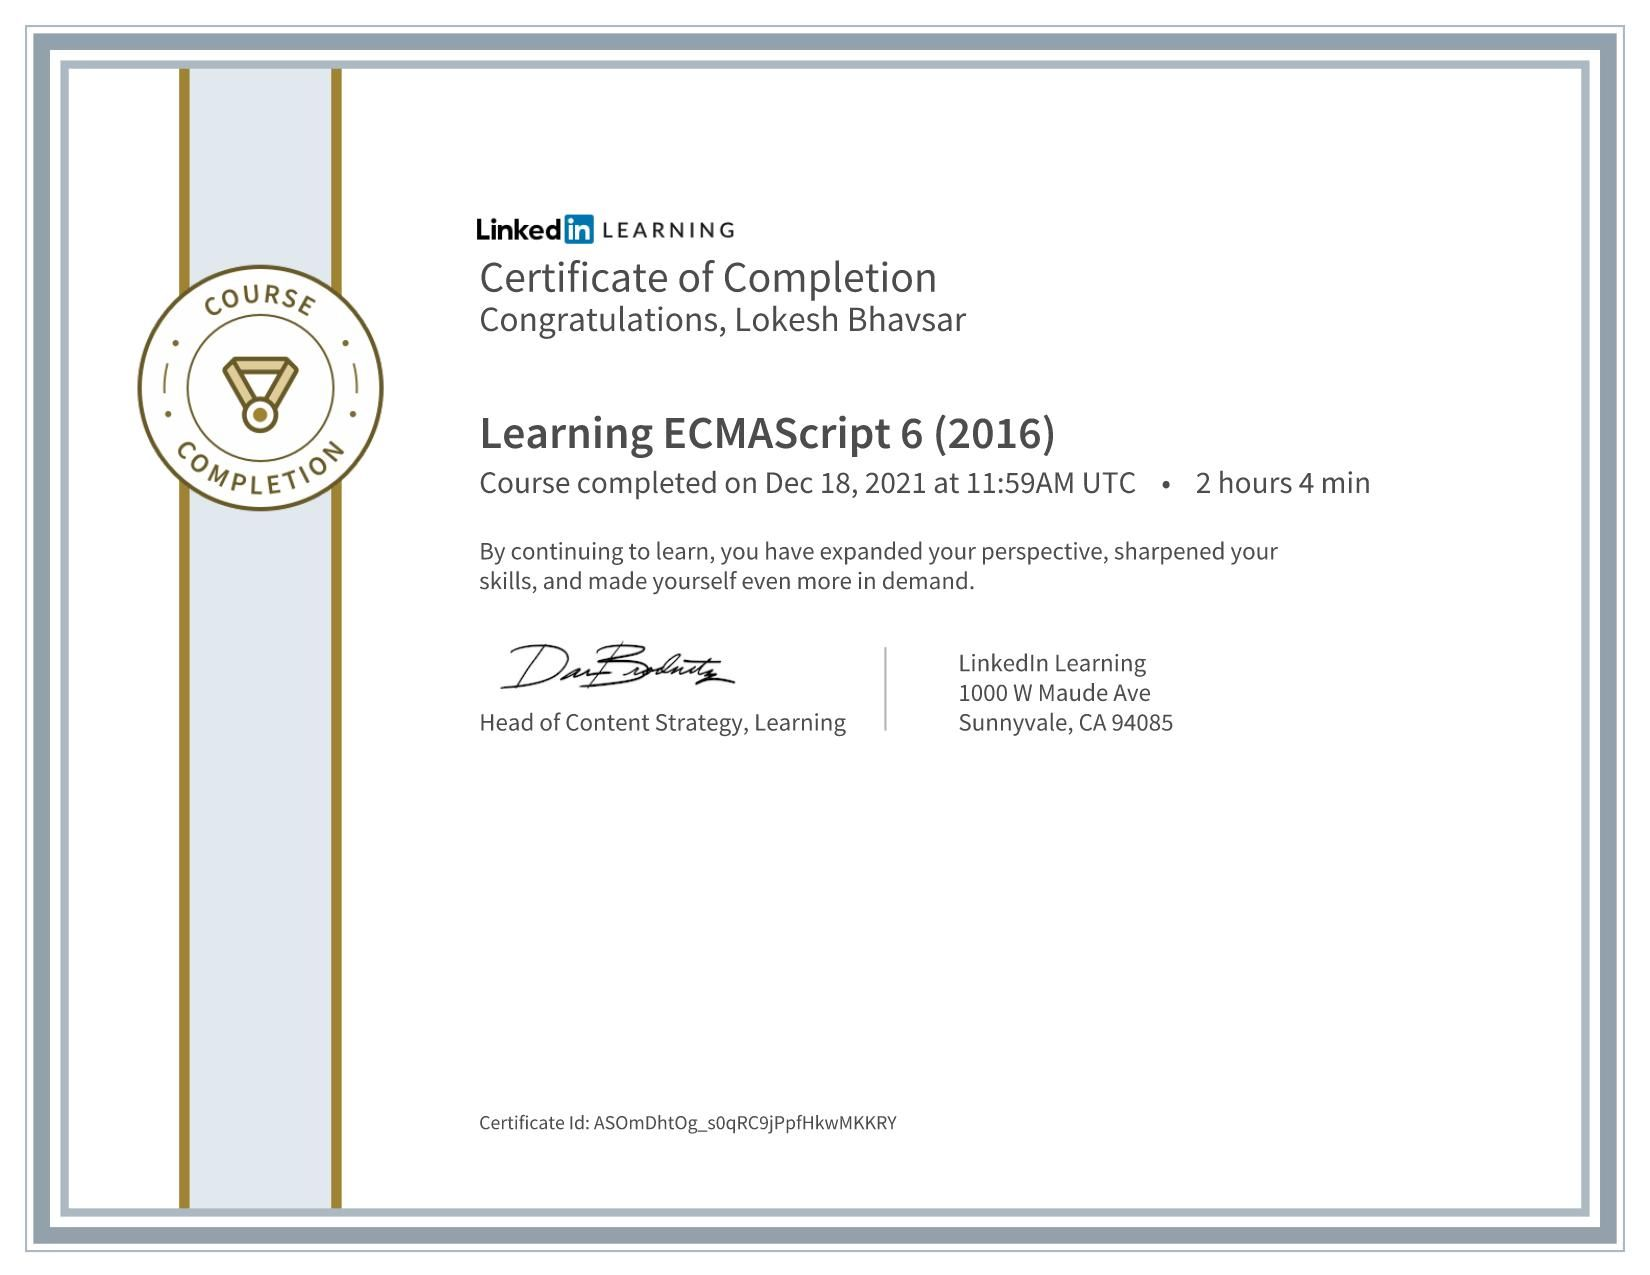 COURSE
COMPLETION
Linkedin LEARNING
Certificate of Completion
Congratulations, Lokesh Bhavsar
Learning ECMAScript 6 (2016)
Course completed on Dec 18, 2021 at 11:59AM UTC • 2 hours 4 min
By continuing to learn, you have expanded your perspective, sharpened your
skills, and made yourself even more in demand.
Head of Content Strategy, Learning
LinkedIn Learning
1000 W Maude Ave
Sunnyvale, CA 94085
Certificate Id: ASOmDhtOg_s0qRC9jPpfHkwMKKRY